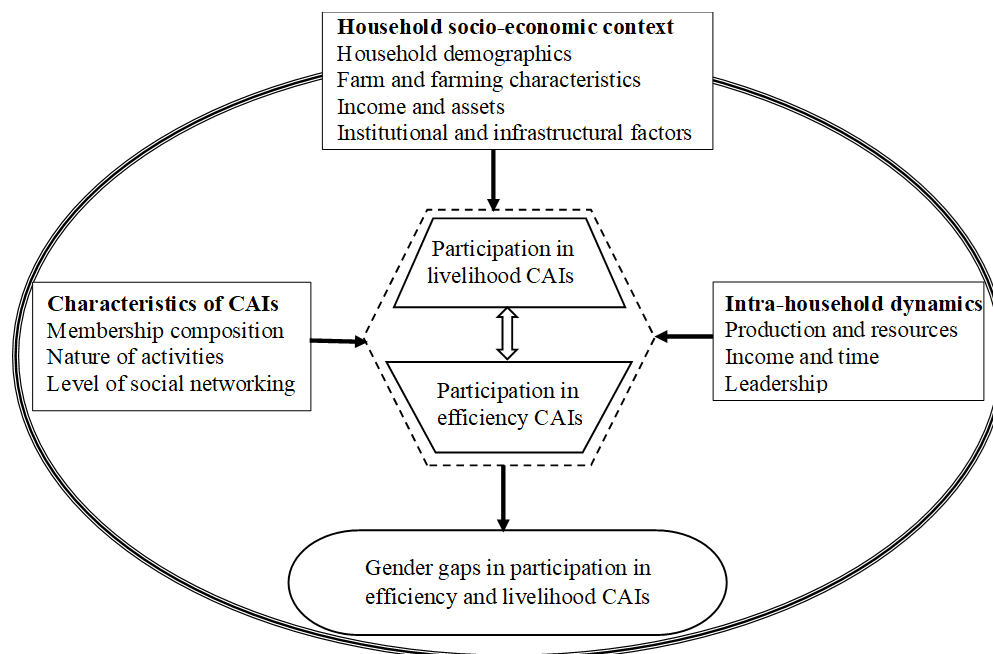 Household socio-economic context
Household demographics
Farm and farming characteristics
Income and assets
Institutional and infrastructural factors
Participation in
livelihood CAIs
Characteristics of CAIs
Membership composition
Nature of activities
Level of social networking
Intra-household dynamics
Production and resources
Income and time
Leadership
Participation in
efficiency CAIs
Gender gaps in participation in
efficiency and livelihood CAIs